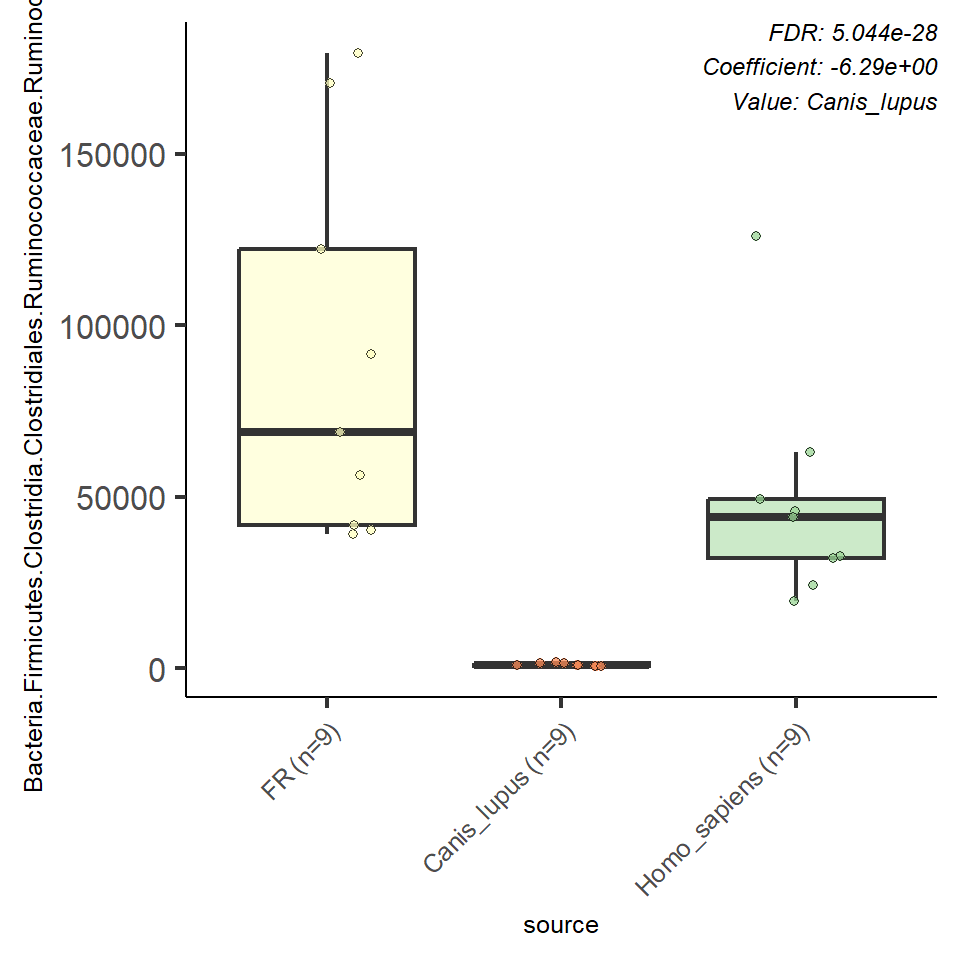 FDR: 5.044e-28
Coefficient: -6.29e+00
Value: Canis_lupus
Bacteria.Firmicutes.Clostridia.Clostridiales.Ruminococcaceae.Ruminoc
150000
100000
50000
0
FR (n=9)
Canis_lupus (n=9)
Homo_sapiens (n=9)
source